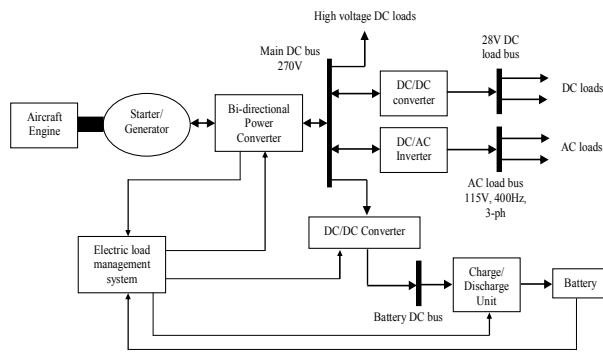 High voltage DC loads
Main DC bus
270V
28V DC
load bus
Aircraft
Engine
Starter/
Generator
Bi-directional
Power
Converter
DC/DC
converter
DC loads
DC/AC
Inverter
AC loads
AC load bus
115V, 400Hz,
3-ph
Electric load
management
system
DC/DC Converter
Charge/
Discharge
Unit
Battery
Battery DC bus